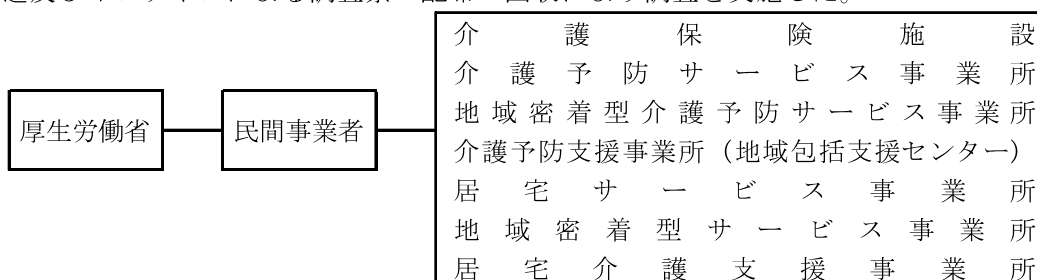 介護保険施設
介護予防サービス事業所
地域密着型介護予防サービス事業所
厚生労働省
民間事業者
介護予防支援事業所（地域包括支援センター）
居宅サービス事業所
地域密着型サービス事業所
居宅介護支援事業所